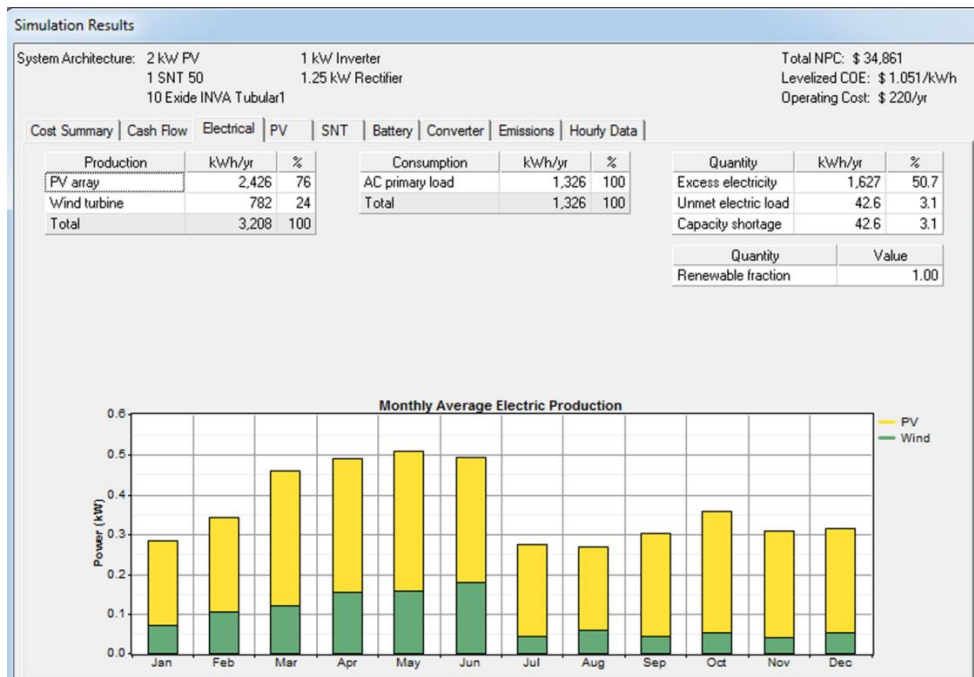 Simulation Results
System Architecture: 2 kW PV 1 kW Inverter Total NPC: $ 34,861
1 SNT 50 1.25 kW Rectifier Levelized COE: $ 1.051/kWh
10 Exide INVA Tubular1 Operating Cost: $ 220/yr
Cost Summary Cash Flow Electrical PV SNT Battery Converter Emissions Hourly Data
Production kWh/yr % Consumption kWh/yr % Quantity kWh/yr %
PV array 2,426 76 AC primary load 1,326 100 Excess electricity 1,627 50.7
Wind turbine 782 24 Total 1,326 100 Unmet electric load 42.6 3.1
Total 3,208 100 Capacity shortage 42.6 3.1
Quantity Value
Renewable fraction 1.00
Monthly Average Electric Production
Power (kW)
0.6
0.5
0.4
0.3
0.2
0.1
0.0
Jan Feb Mar Apr May Jun Jul Aug Sep Oct Nov Dec
PV
Wind